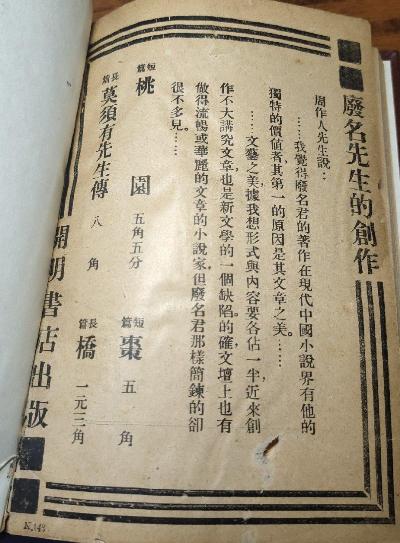 廢名先生的創作
周作人先生說：
……我覺得廢名君的著作在現代中國小說界有他的
獨特的價值者，其第一的原因是其文章之美。……
……文藝之美，據我想形式與內容要各佔一半。近來創
作不大講究文章，也是新文學的一個缺陷。的確，文壇上也有
做得流暢或華麗的文章的小說家，但廢名君那樣簡鍊的卻
很不多見。……
短篇 桃園 五角五分
短篇 棗 五角
長篇 莫須有先生傳 八角
長篇 橋 一元三角
開明書店出版